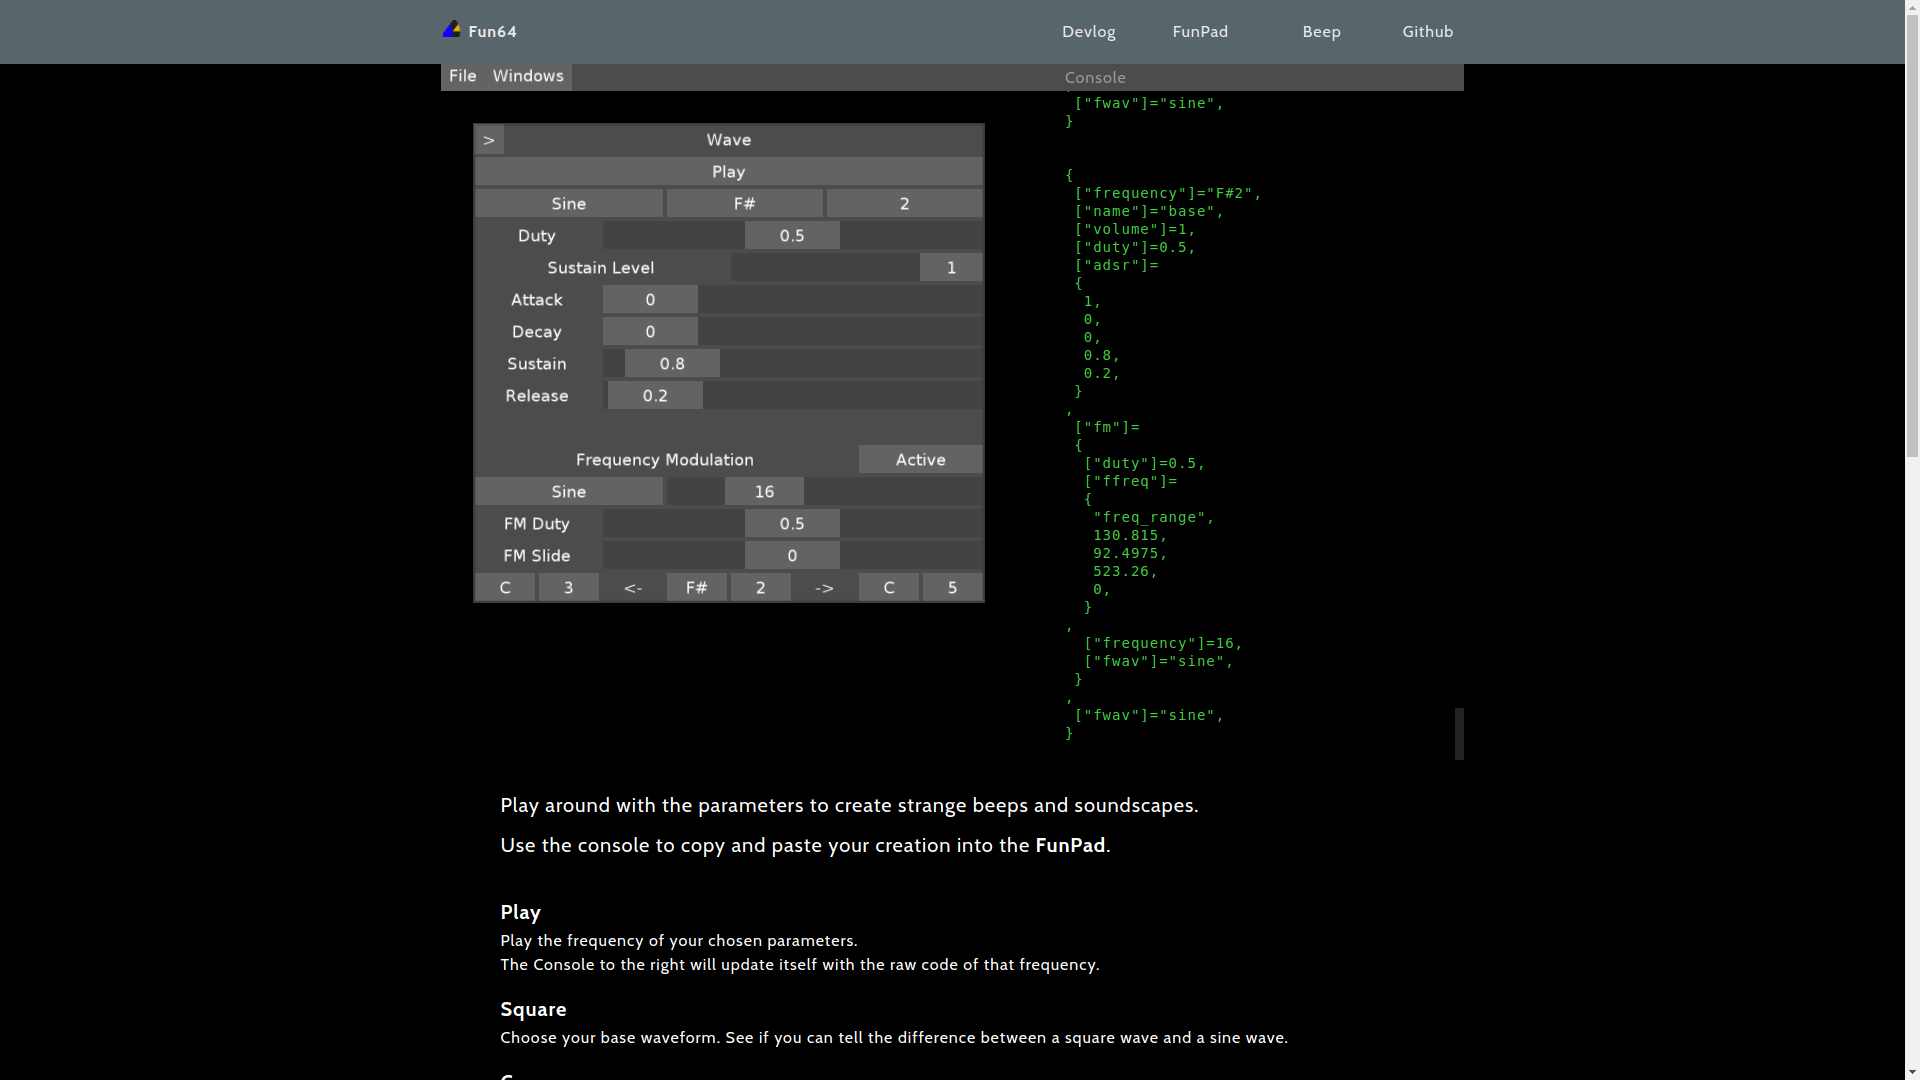 Fun64
Devlog FunPad Beep Github
File Windows
> Wave
Play
Sine F# 2
Duty 0.5
Sustain Level 1
Attack 0
Decay 0
Sustain 0.8
Release 0.2
Frequency Modulation Active
Sine 16
FM Duty 0.5
FM Slide 0
C 3 <- F# 2 -> C 5
Console
["fwav"]="sine",
}
{
["frequency"]="F#2",
["name"]="base",
["volume"]=1,
["duty"]=0.5,
["adsr"]=
{
1,
0,
0,
0.8,
0.2,
}
,
["fm"]=
{
["duty"]=0.5,
["ffreq"]=
{
"freq_range",
130.815,
92.4975,
523.26,
0,
}
,
["frequency"]=16,
["fwav"]="sine",
}
,
["fwav"]="sine",
}
Play around with the parameters to create strange beeps and soundscapes.
Use the console to copy and paste your creation into the FunPad.
Play
Play the frequency of your chosen parameters.
The Console to the right will update itself with the raw code of that frequency.
Square
Choose your base waveform. See if you can tell the difference between a square wave and a sine wave.